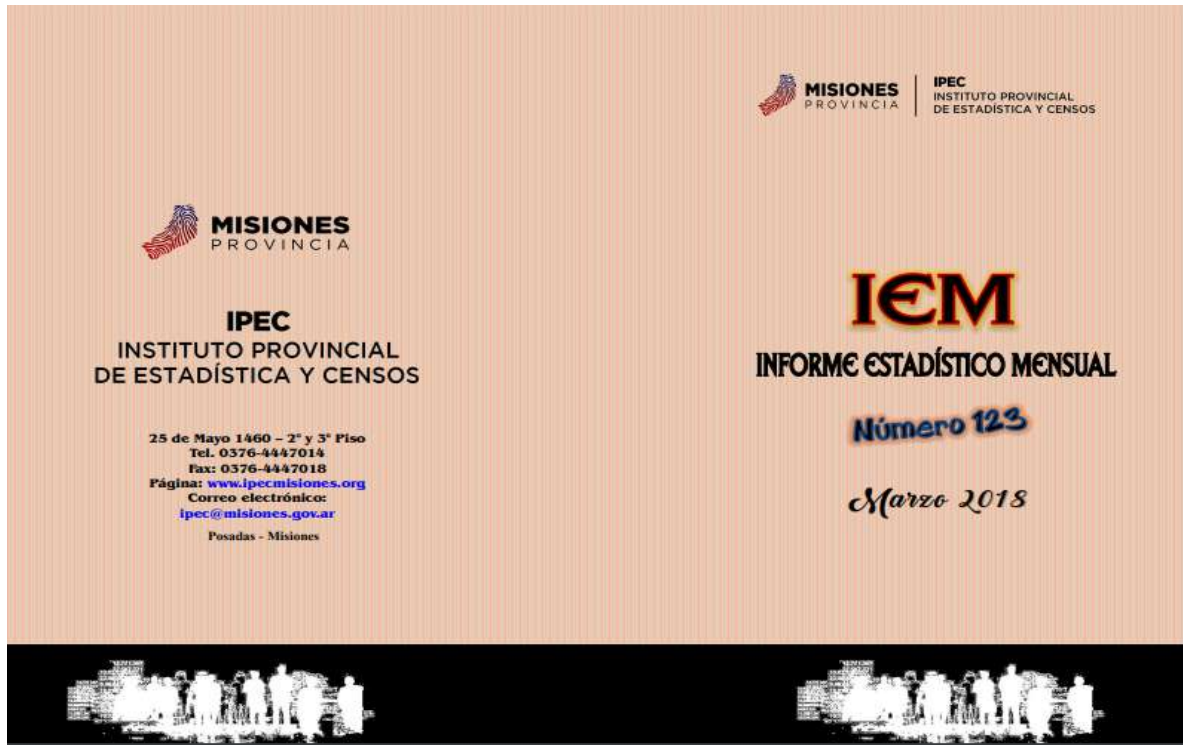 MISIONES
PROVINCIA
IPEC
INSTITUTO PROVINCIAL
DE ESTADÍSTICA Y CENSOS
25 de Mayo 1460 – 2º y 3º Piso
Tel. 0376-4447014
Fax: 0376-4447018
Página: www.ipecmisiones.org
Correo electrónico:
ipec@misiones.gov.ar
Posadas - Misiones
MISIONES
PROVINCIA
IPEC
INSTITUTO PROVINCIAL
DE ESTADÍSTICA Y CENSOS
IEM
INFORME ESTADÍSTICO MENSUAL
Número 123
Marzo 2018